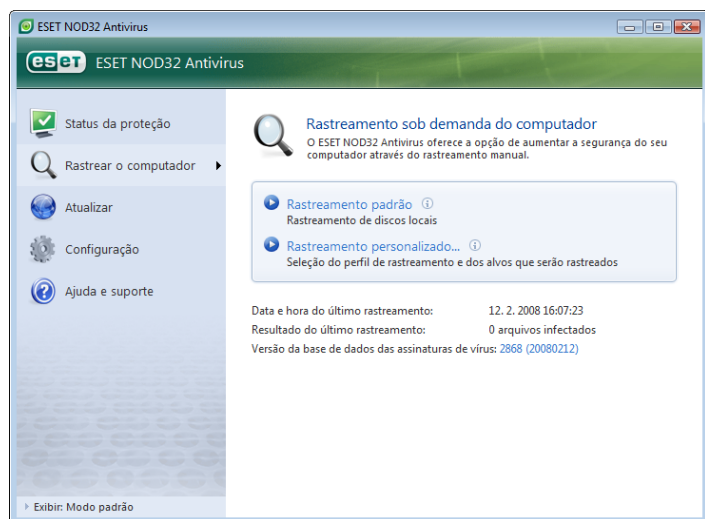 ESET NOD32 Antivirus
eset ESET NOD32 Antivirus
Status da proteção
Rastrear o computador
Atualizar
Configuração
Ajuda e suporte
Exibir: Modo padrão
Rastreamento sob demanda do computador
O ESET NOD32 Antivirus oferece a opção de aumentar a segurança do seu
computador através do rastreamento manual.
Rastreamento padrão
Rastreamento de discos locais
Rastreamento personalizado...
Seleção do perfil de rastreamento e dos alvos que serão rastreados
Data e hora do último rastreamento: 12. 2. 2008 16:07:23
Resultado do último rastreamento: 0 arquivos infectados
Versão da base de dados das assinaturas de vírus: 2868 (20080212)